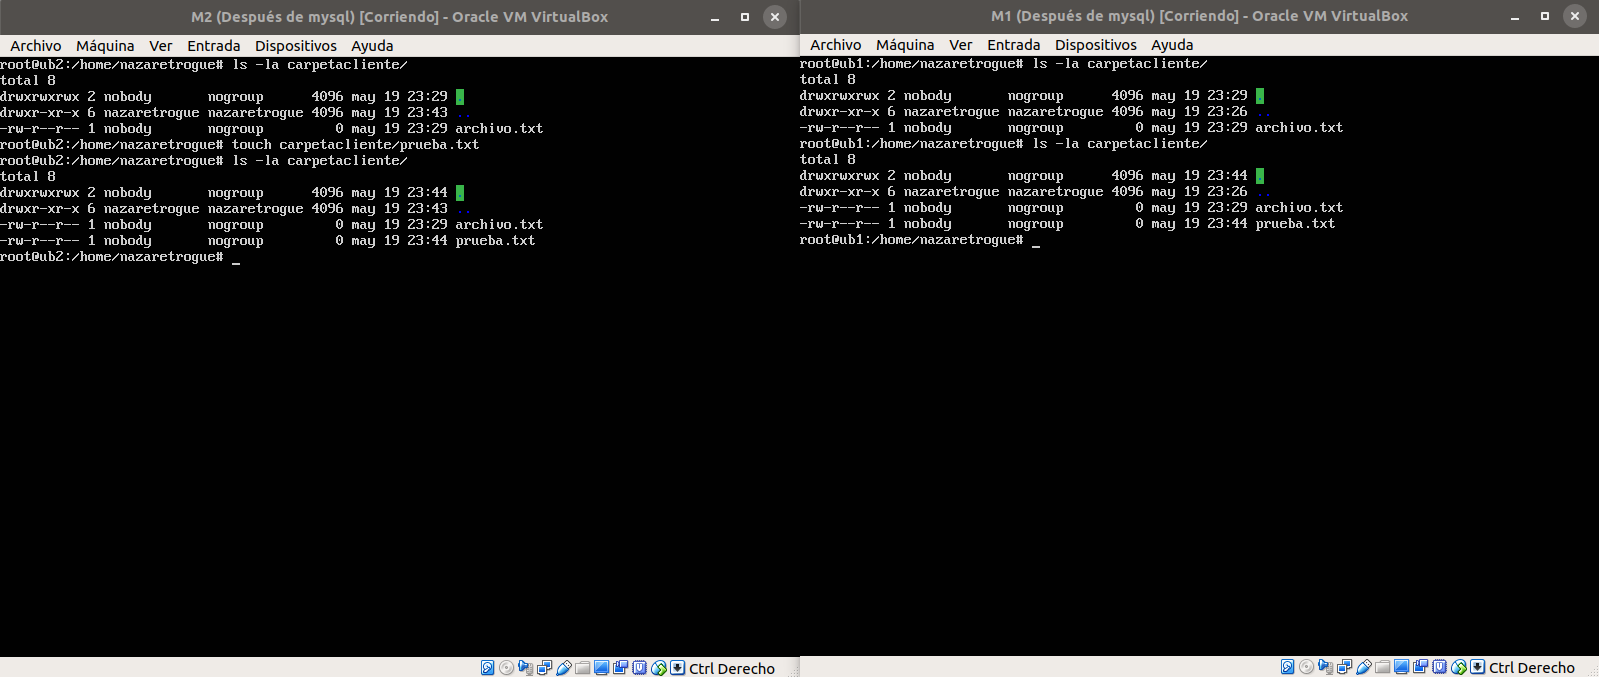 M2 (Después de mysql) [Corriendo] - Oracle VM VirtualBox
Archivo Máquina Ver Entrada Dispositivos Ayuda
root@ub2:/home/nazaretrogue# ls -la carpetacliente/
total 8
drwxrwxrwx 2 nobody       nogroup      4096 may 19 23:29 .
drwxr-xr-x 6 nazaretrogue nazaretrogue 4096 may 19 23:43 ..
-rw-r--r-- 1 nobody       nogroup         0 may 19 23:29 archivo.txt
root@ub2:/home/nazaretrogue# touch carpetacliente/prueba.txt
root@ub2:/home/nazaretrogue# ls -la carpetacliente/
total 8
drwxrwxrwx 2 nobody       nogroup      4096 may 19 23:44 .
drwxr-xr-x 6 nazaretrogue nazaretrogue 4096 may 19 23:43 ..
-rw-r--r-- 1 nobody       nogroup         0 may 19 23:29 archivo.txt
-rw-r--r-- 1 nobody       nogroup         0 may 19 23:44 prueba.txt
root@ub2:/home/nazaretrogue# _
Ctrl Derecho
M1 (Después de mysql) [Corriendo] - Oracle VM VirtualBox
Archivo Máquina Ver Entrada Dispositivos Ayuda
root@ub1:/home/nazaretrogue# ls -la carpetacliente/
total 8
drwxrwxrwx 2 nobody       nogroup      4096 may 19 23:29 .
drwxr-xr-x 6 nazaretrogue nazaretrogue 4096 may 19 23:26 ..
-rw-r--r-- 1 nobody       nogroup         0 may 19 23:29 archivo.txt
root@ub1:/home/nazaretrogue# ls -la carpetacliente/
total 8
drwxrwxrwx 2 nobody       nogroup      4096 may 19 23:44 .
drwxr-xr-x 6 nazaretrogue nazaretrogue 4096 may 19 23:26 ..
-rw-r--r-- 1 nobody       nogroup         0 may 19 23:29 archivo.txt
-rw-r--r-- 1 nobody       nogroup         0 may 19 23:44 prueba.txt
root@ub1:/home/nazaretrogue# _
Ctrl Derecho